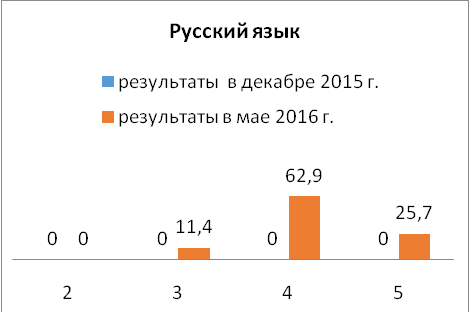 Русский язык
результаты в декабре 2015 г.
результаты в мае 2016 г.
62,9
25,7
11,4
0 0 0 0 0
2 3 4 5